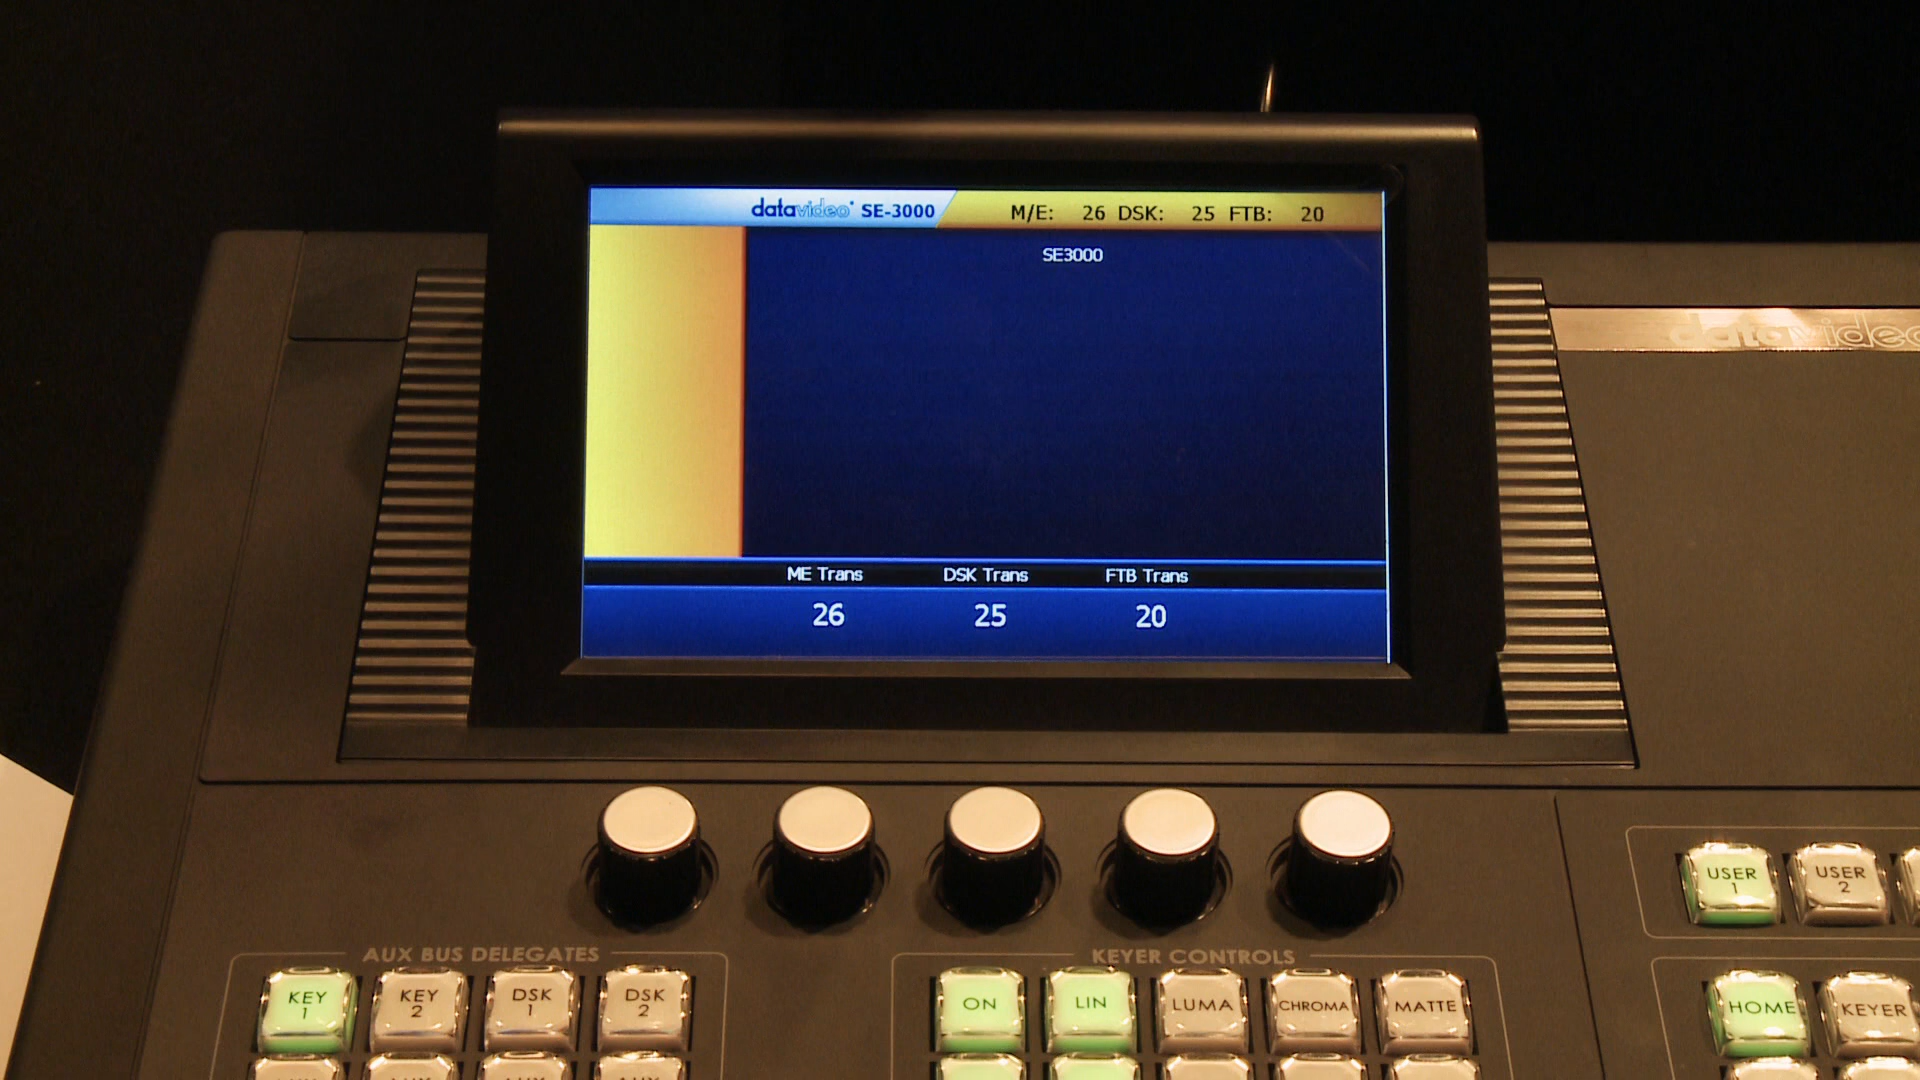 datavideo SE-3000 M/E: 26 DSK: 25 FTB: 20
SE3000
datavideo
ME Trans DSK Trans FTB Trans
26 25 20
USER 1 USER 2
AUX BUS DELEGATES
KEYER CONTROLS
KEY 1 KEY 2 DSK 1 DSK 2
ON LIN LUMA CHROMA MATTE
HOME KEYER